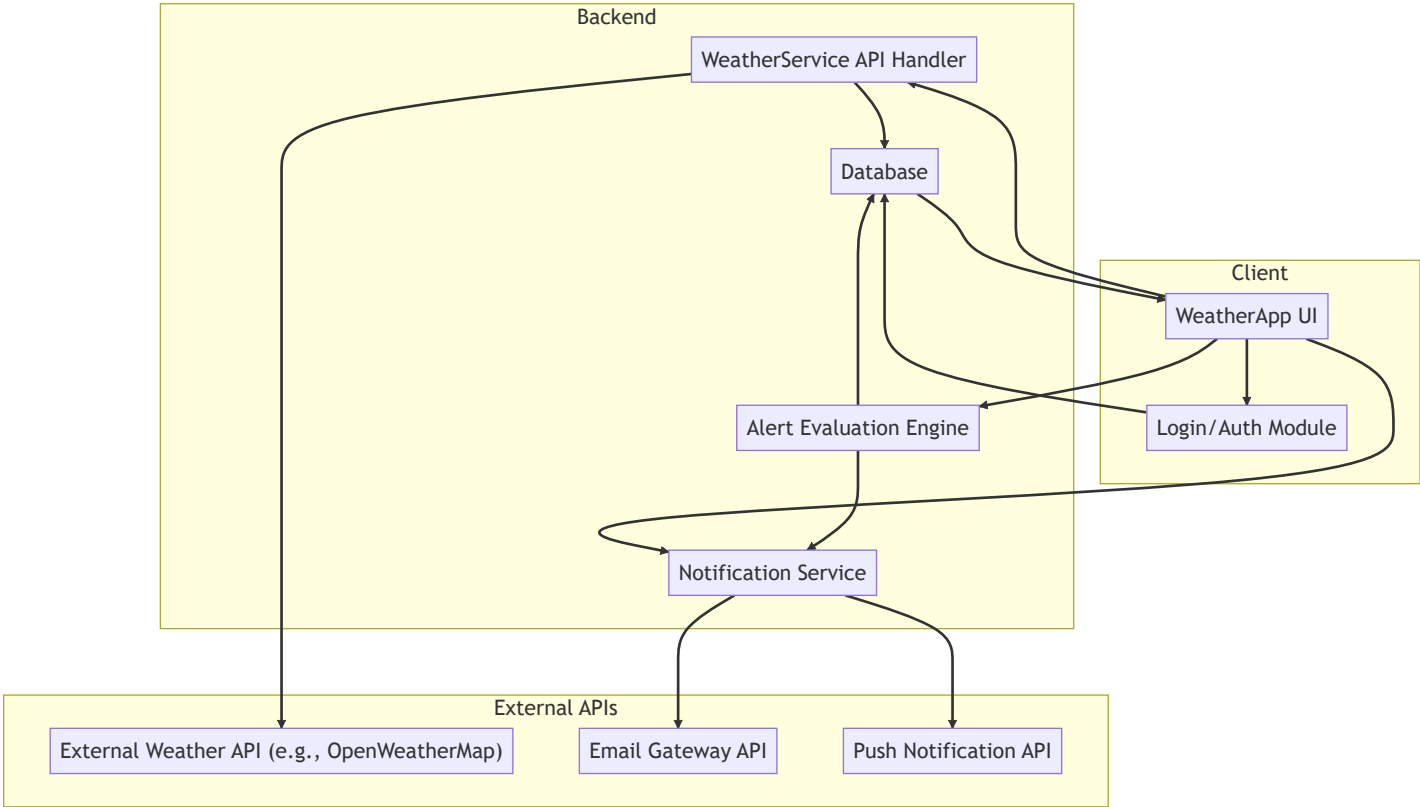 Backend
WeatherService API Handler
Database
Client
WeatherApp UI
Alert Evaluation Engine
Login/Auth Module
Notification Service
External APIs
External Weather API (e.g., OpenWeatherMap)
Email Gateway API
Push Notification API